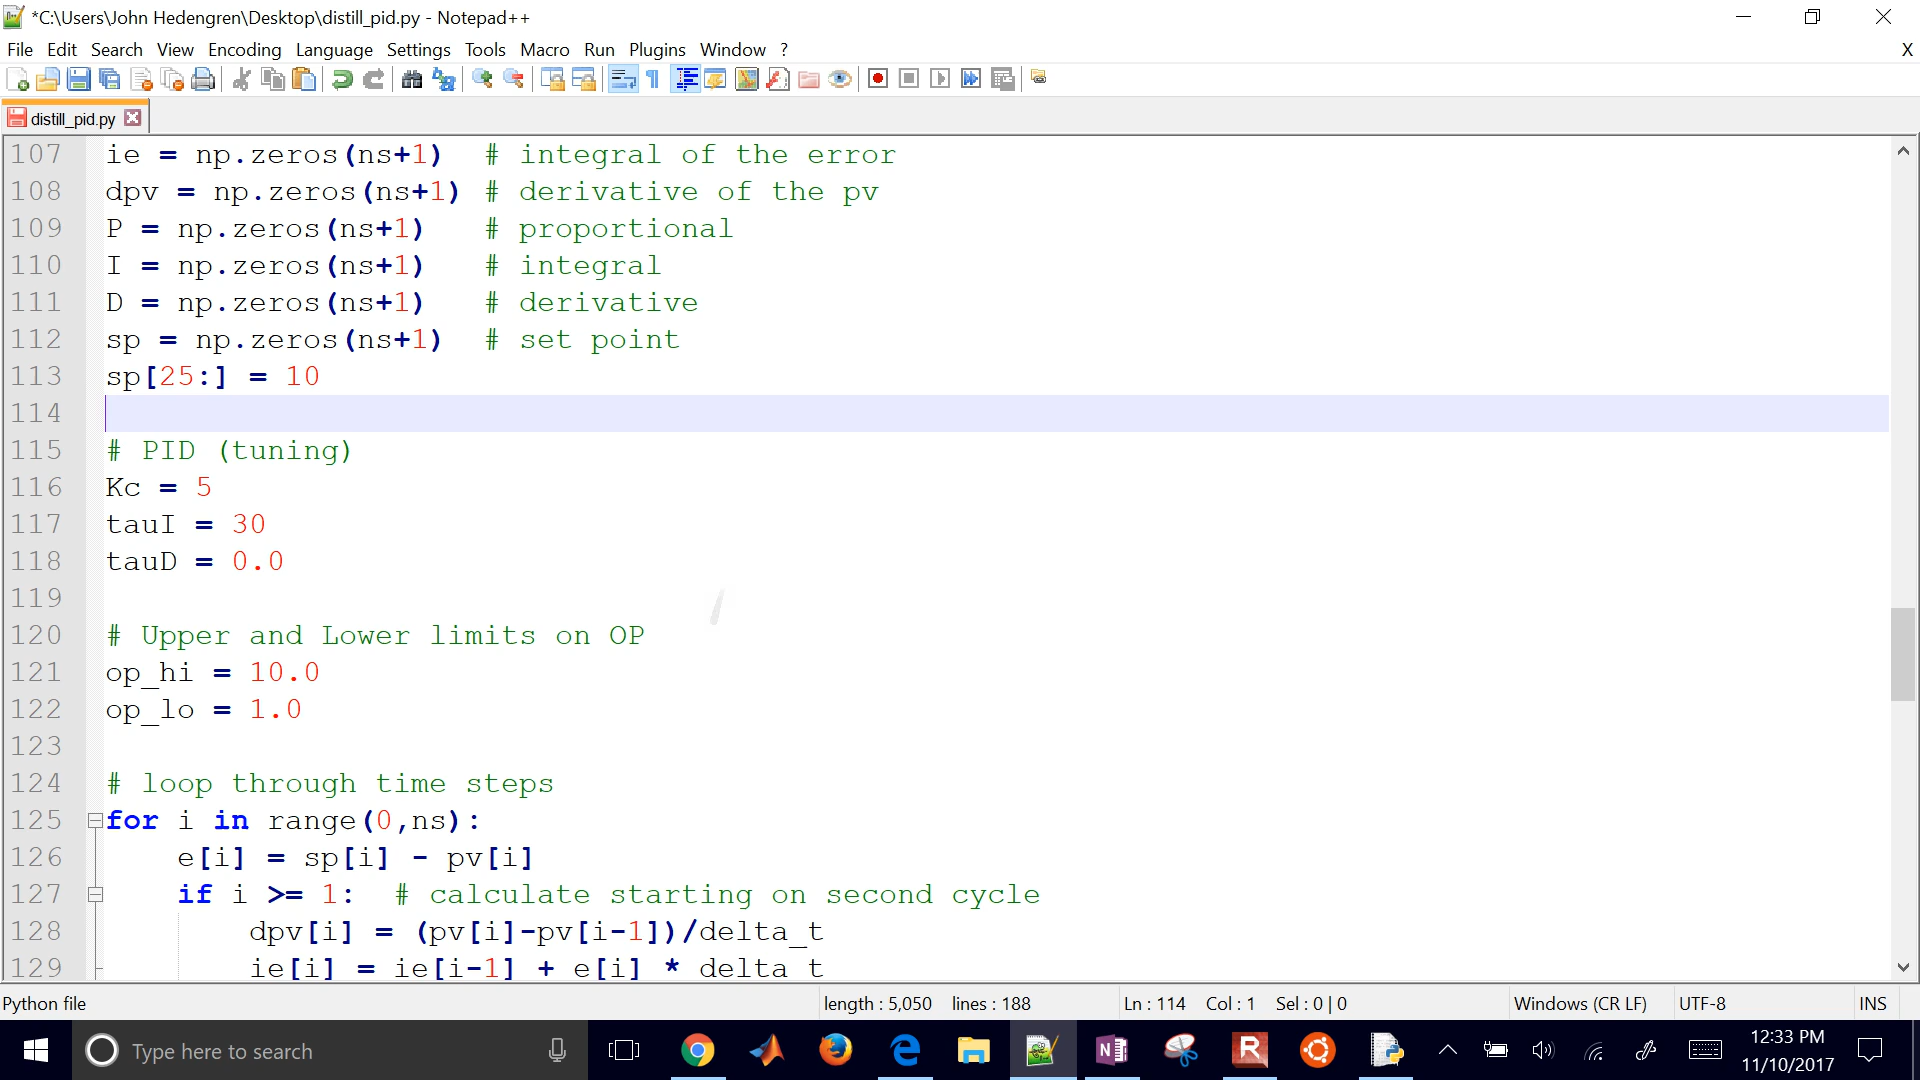 *C:\Users\John Hedengren\Desktop\distill_pid.py - Notepad++
File Edit Search View Encoding Language Settings Tools Macro Run Plugins Window ? X
distill_pid.py
107 ie = np.zeros(ns+1) # integral of the error
108 dpv = np.zeros(ns+1) # derivative of the pv
109 P = np.zeros(ns+1) # proportional
110 I = np.zeros(ns+1) # integral
111 D = np.zeros(ns+1) # derivative
112 sp = np.zeros(ns+1) # set point
113 sp[25:] = 10
114
115 # PID (tuning)
116 Kc = 5
117 tauI = 30
118 tauD = 0.0
119
120 # Upper and Lower limits on OP
121 op_hi = 10.0
122 op_lo = 1.0
123
124 # loop through time steps
125 for i in range(0,ns):
126 e[i] = sp[i] - pv[i]
127 if i >= 1: # calculate starting on second cycle
128 dpv[i] = (pv[i]-pv[i-1])/delta_t
129 ie[i] = ie[i-1] + e[i] * delta_t
Python file length : 5,050 lines : 188 Ln : 114 Col : 1 Sel : 0 | 0 Windows (CR LF) UTF-8 INS
Type here to search
12:33 PM
11/10/2017